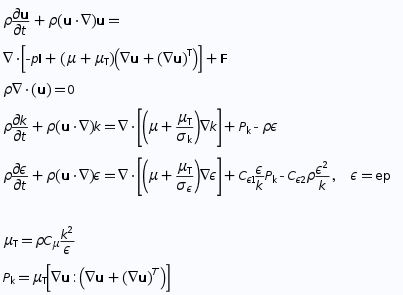 ρ∂u/∂t + ρ(u · ∇)u =
∇ · [-pI + (μ + μ_T)(∇u + (∇u)^T)] + F
ρ∇ · (u) = 0
ρ∂k/∂t + ρ(u · ∇)k = ∇ · [(μ + μ_T/σ_k)∇k] + P_k - ρϵ
ρ∂ϵ/∂t + ρ(u · ∇)ϵ = ∇ · [(μ + μ_T/σ_ϵ)∇ϵ] + C_ϵ1 ϵ/k P_k - C_ϵ2 ρ ϵ²/k , ϵ = ep
μ_T = ρC_μ k²/ϵ
P_k = μ_T[∇u : (∇u + (∇u)^T)]